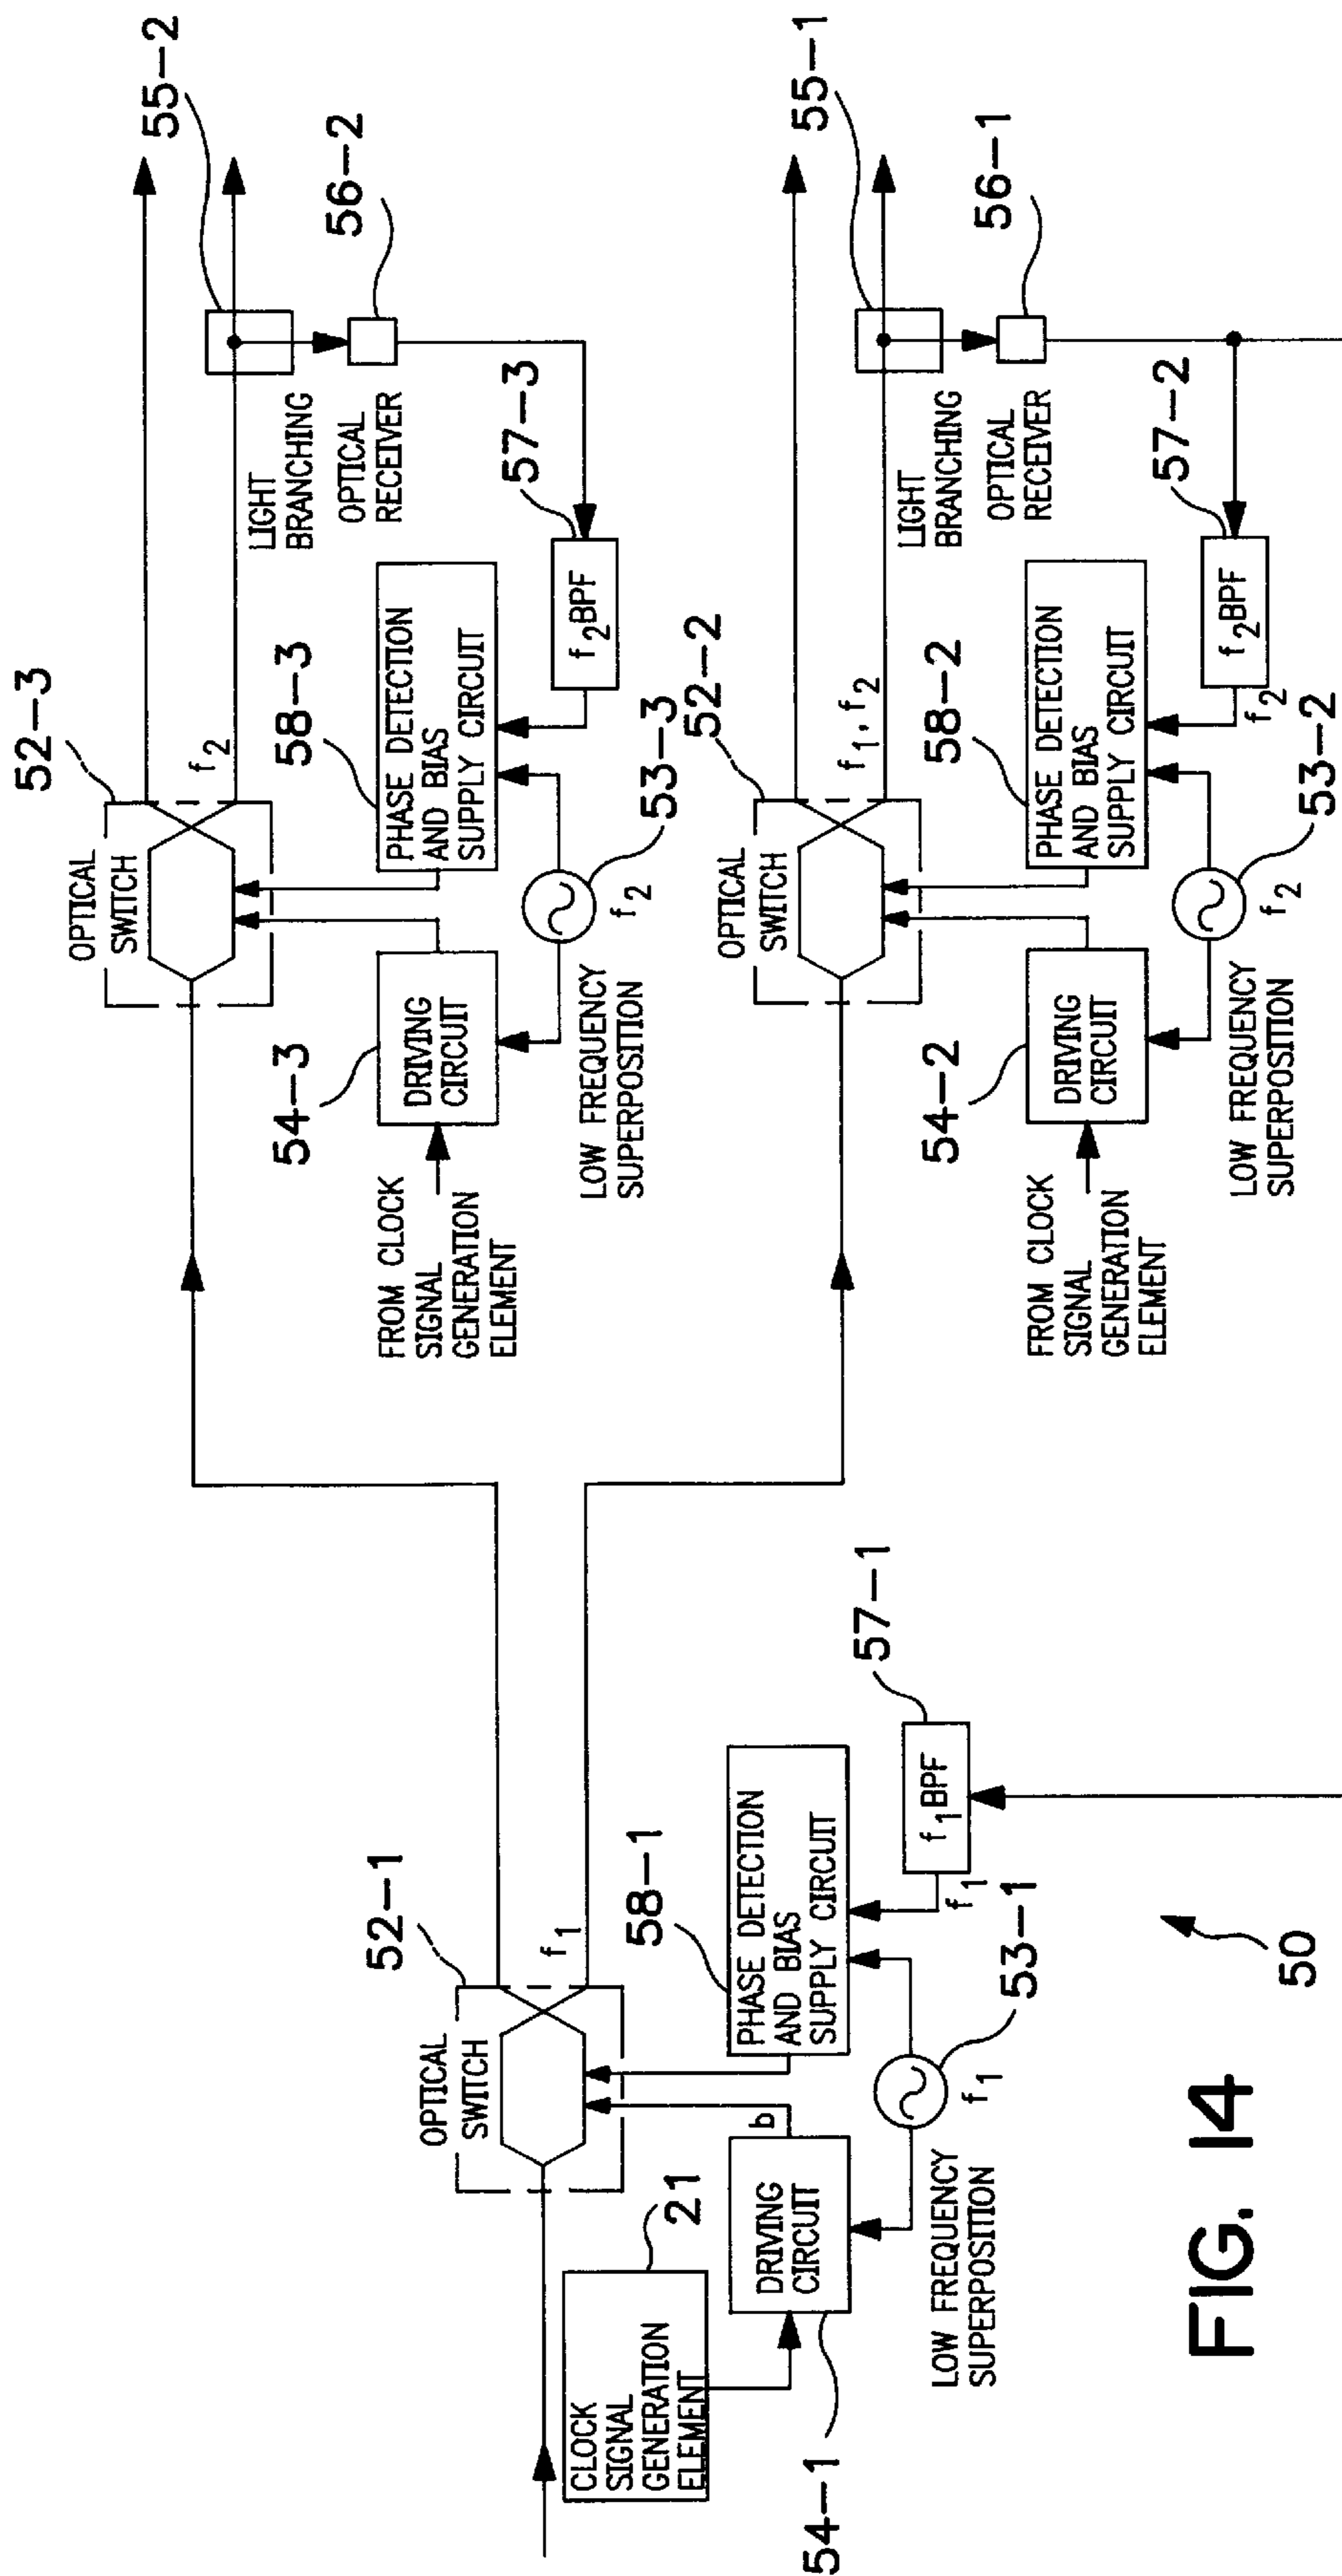 52-3
OPTICAL
SWITCH
f2
55-2
LIGHT
BRANCHING
56-2
OPTICAL
RECEIVER
54-3
DRIVING
CIRCUIT
58-3
PHASE DETECTION
AND BIAS
SUPPLY CIRCUIT
57-3
f2BPF
FROM CLOCK
SIGNAL
GENERATION
ELEMENT
LOW FREQUENCY
SUPERPOSITION
f2
53-3
52-1
OPTICAL
SWITCH
f1
CLOCK
SIGNAL
GENERATION
ELEMENT
21
b
DRIVING
CIRCUIT
54-1
58-1
PHASE DETECTION
AND BIAS
SUPPLY CIRCUIT
57-1
f1BPF
f1
LOW FREQUENCY
SUPERPOSITION
f1
53-1
52-2
OPTICAL
SWITCH
f1, f2
55-1
LIGHT
BRANCHING
56-1
OPTICAL
RECEIVER
54-2
DRIVING
CIRCUIT
58-2
PHASE DETECTION
AND BIAS
SUPPLY CIRCUIT
57-2
f2BPF
f2
FROM CLOCK
SIGNAL
GENERATION
ELEMENT
LOW FREQUENCY
SUPERPOSITION
f2
53-2
50
FIG. 14